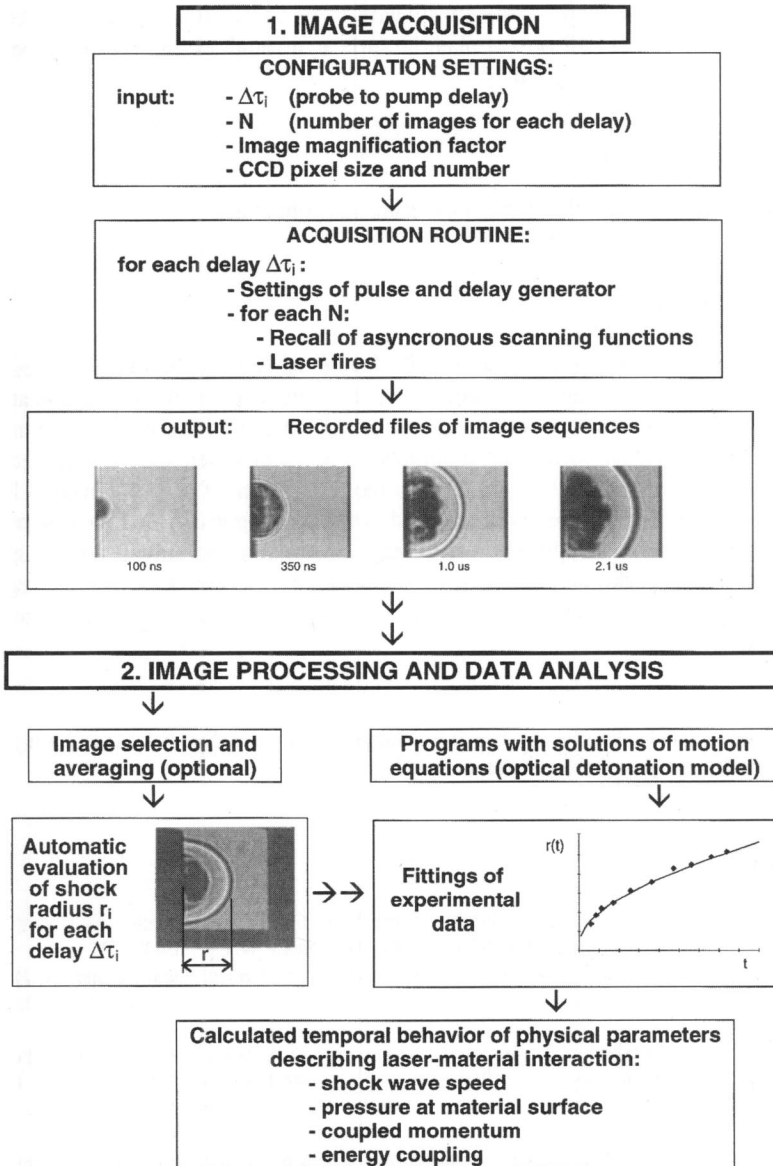 1. IMAGE ACQUISITION
CONFIGURATION SETTINGS:
input: - Δτi (probe to pump delay)
- N (number of images for each delay)
- Image magnification factor
- CCD pixel size and number
ACQUISITION ROUTINE:
for each delay Δτi :
- Settings of pulse and delay generator
- for each N:
- Recall of asyncronous scanning functions
- Laser fires
output: Recorded files of image sequences
100 ns 350 ns 1.0 us 2.1 us
2. IMAGE PROCESSING AND DATA ANALYSIS
Image selection and
averaging (optional)
Programs with solutions of motion
equations (optical detonation model)
Automatic
evaluation
of shock
radius ri
for each
delay Δτi
r
Fittings of
experimental
data
r(t)
t
Calculated temporal behavior of physical parameters
describing laser-material interaction:
- shock wave speed
- pressure at material surface
- coupled momentum
- energy coupling